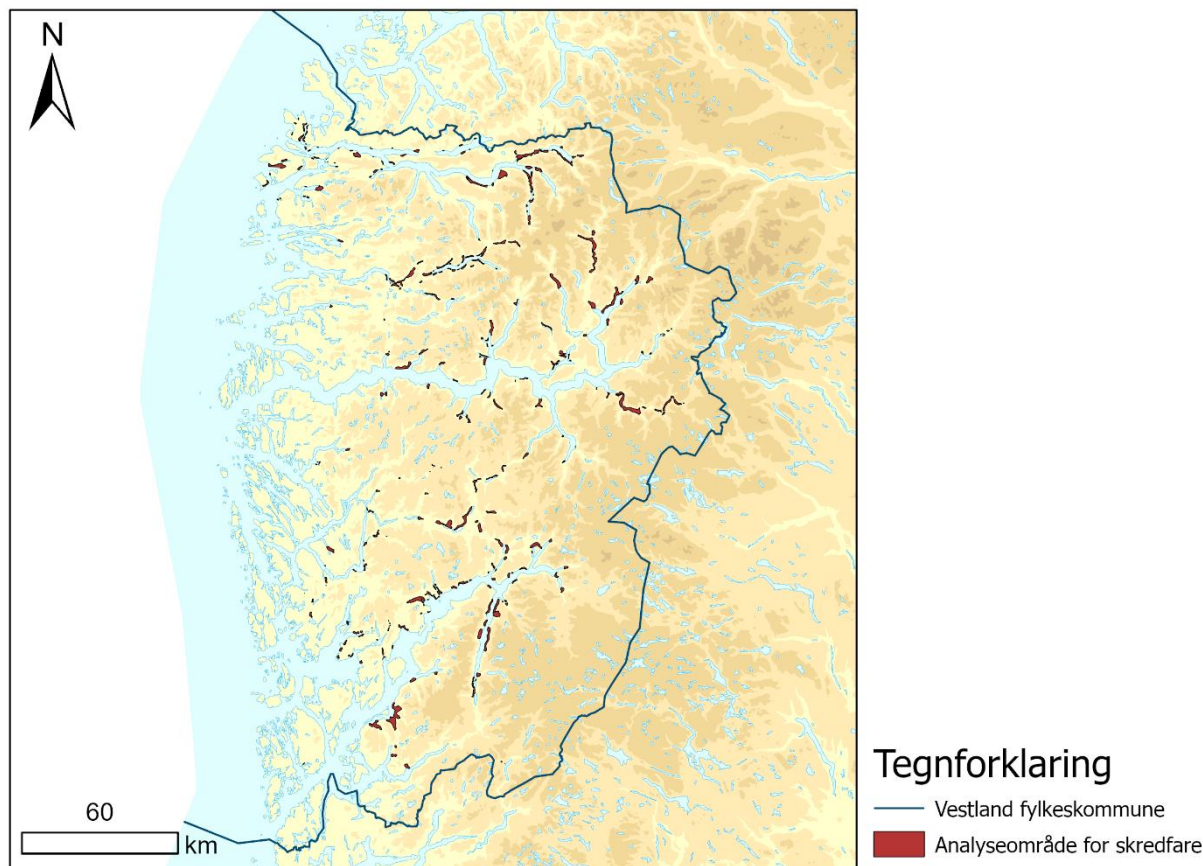 N
60
km
Tegnforklaring
Vestland fylkeskommune
Analyseområde for skredfare